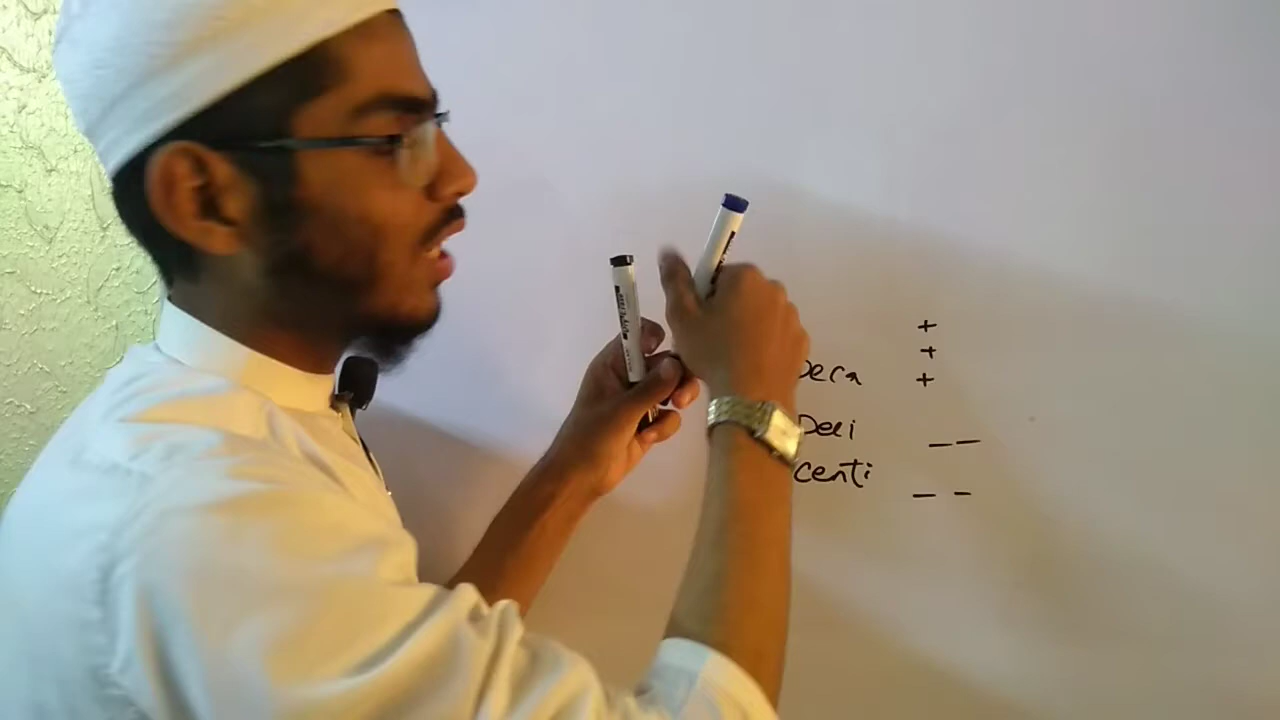 +
+
Deca +
Deci — —
centi — —